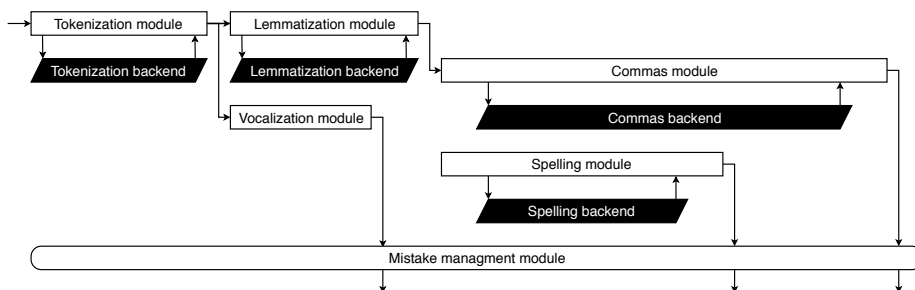 Tokenization module
Lemmatization module
Tokenization backend
Lemmatization backend
Commas module
Commas backend
Vocalization module
Spelling module
Spelling backend
Mistake managment module